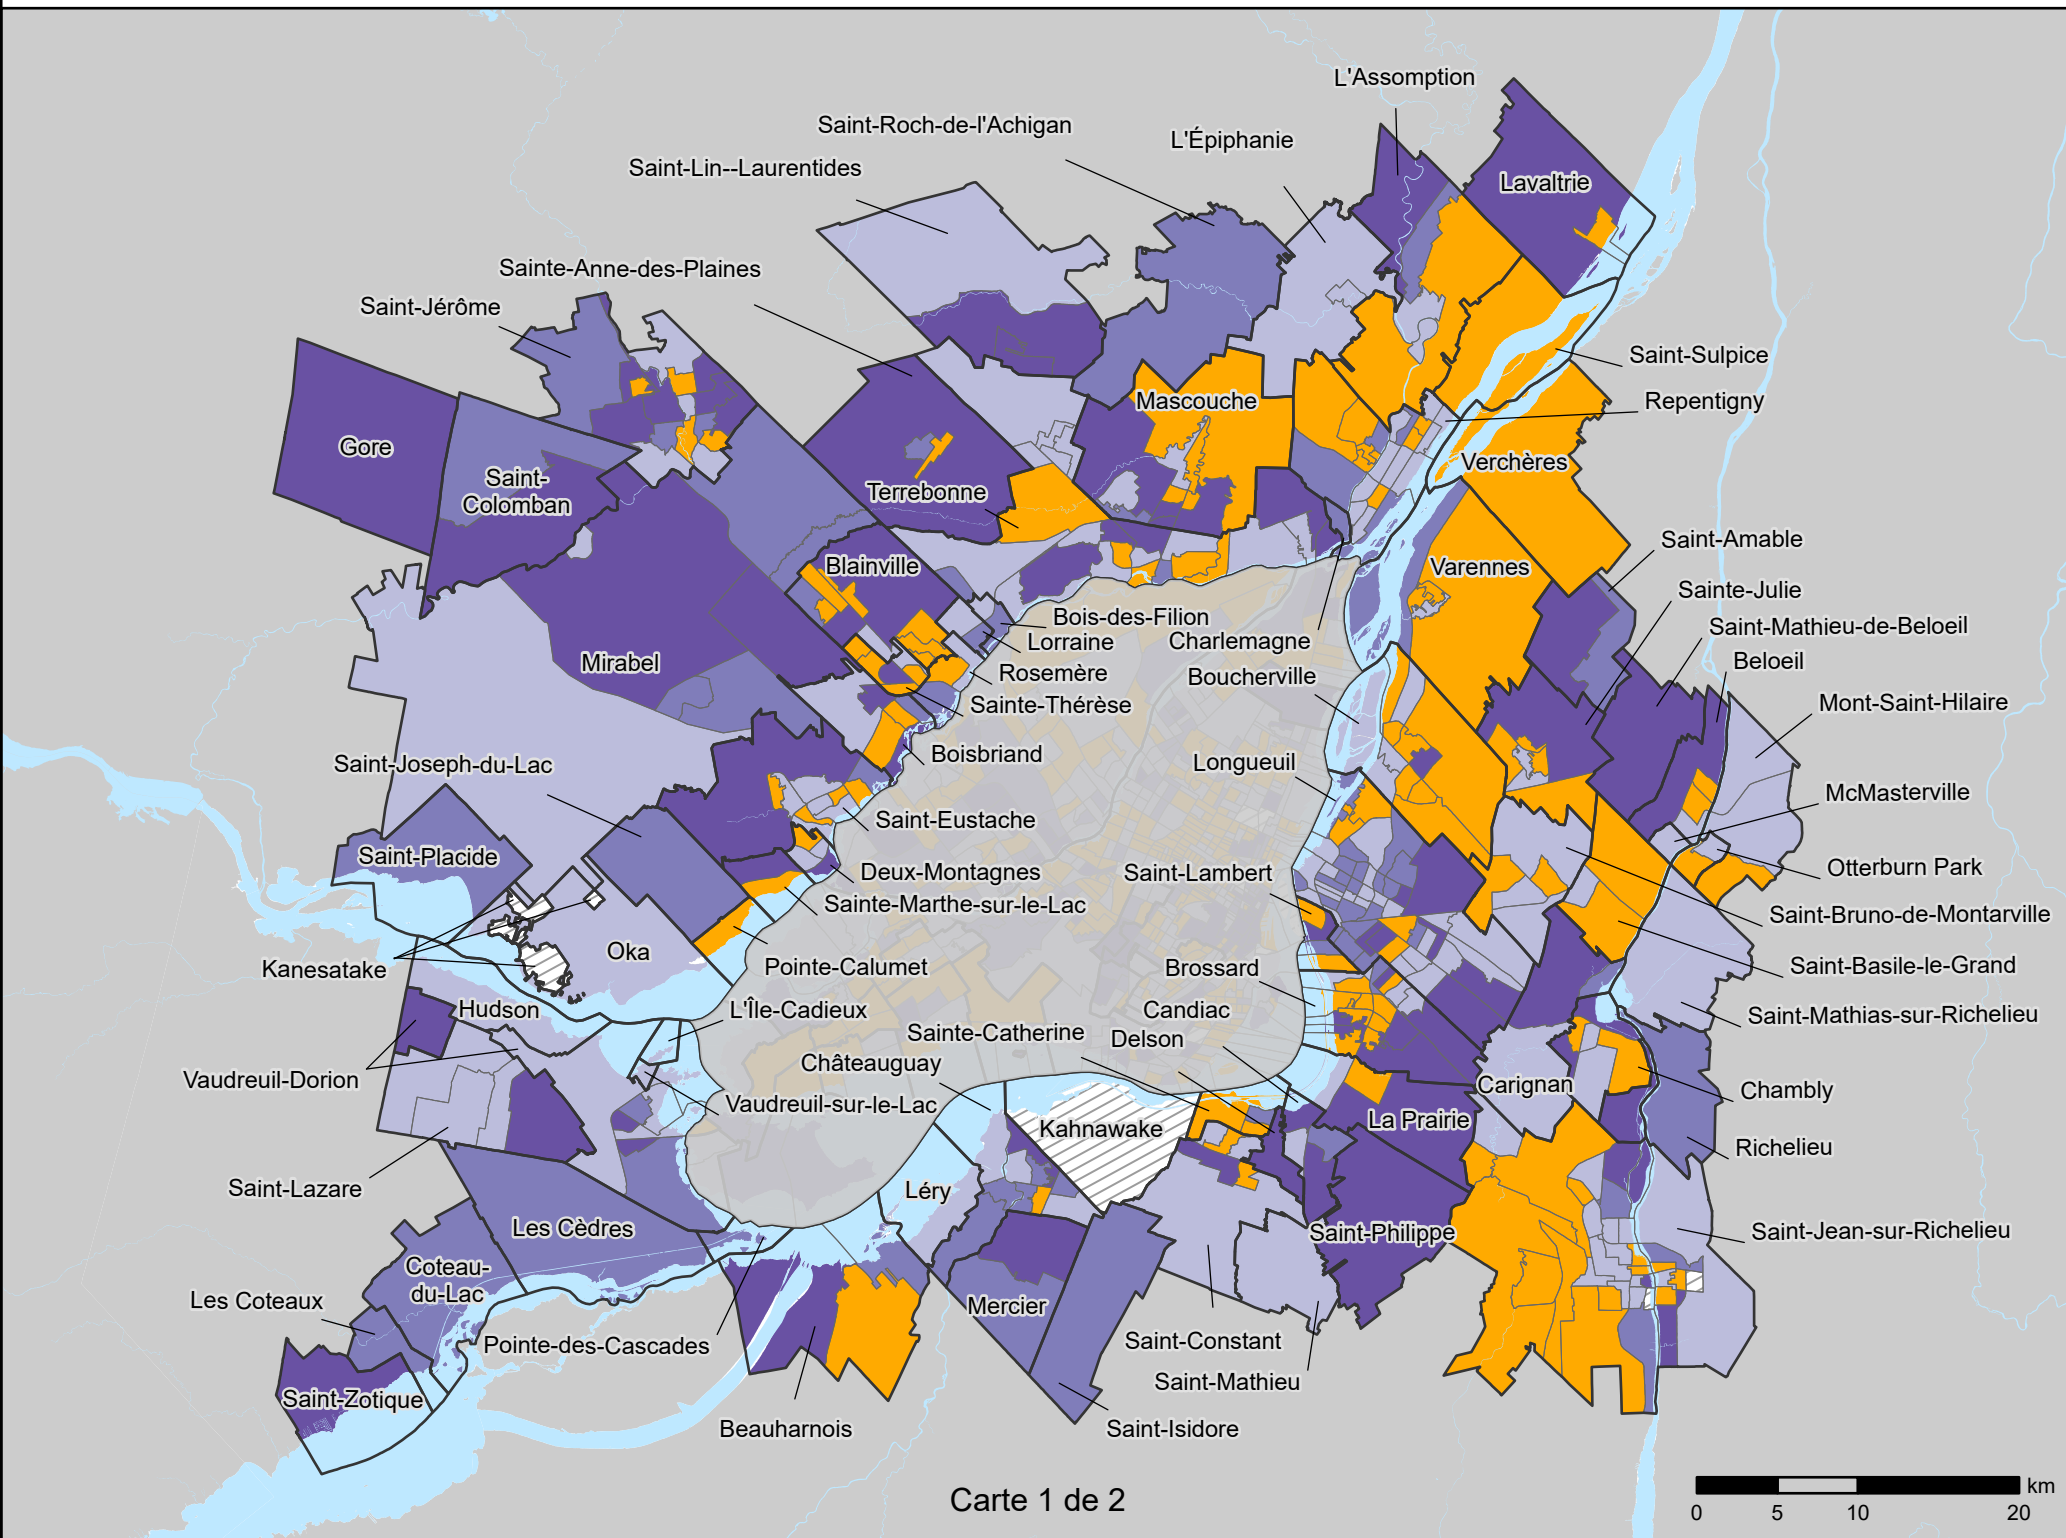 L'Assomption
Saint-Roch-de-l'Achigan
L'Épiphanie
Saint-Lin--Laurentides
Lavaltrie
Sainte-Anne-des-Plaines
Saint-Jérôme
Saint-Sulpice
Repentigny
Mascouche
Gore
Verchères
Saint-
Colomban
Terrebonne
Saint-Amable
Blainville
Varennes
Sainte-Julie
Bois-des-Filion
Saint-Mathieu-de-Beloeil
Lorraine
Charlemagne
Mirabel
Beloeil
Rosemère
Boucherville
Sainte-Thérèse
Mont-Saint-Hilaire
Boisbriand
Saint-Joseph-du-Lac
Longueuil
McMasterville
Saint-Eustache
Saint-Placide
Otterburn Park
Deux-Montagnes
Saint-Lambert
Sainte-Marthe-sur-le-Lac
Saint-Bruno-de-Montarville
Oka
Kanesatake
Pointe-Calumet
Brossard
Saint-Basile-le-Grand
Hudson
L'Île-Cadieux
Candiac
Saint-Mathias-sur-Richelieu
Sainte-Catherine
Delson
Châteauguay
Vaudreuil-Dorion
Carignan
Chambly
Vaudreuil-sur-le-Lac
Kahnawake
La Prairie
Richelieu
Saint-Lazare
Léry
Les Cèdres
Saint-Philippe
Saint-Jean-sur-Richelieu
Coteau-
du-Lac
Les Coteaux
Mercier
Pointe-des-Cascades
Saint-Constant
Saint-Mathieu
Saint-Zotique
Beauharnois
Saint-Isidore
Carte 1 de 2
km
0 5 10 20